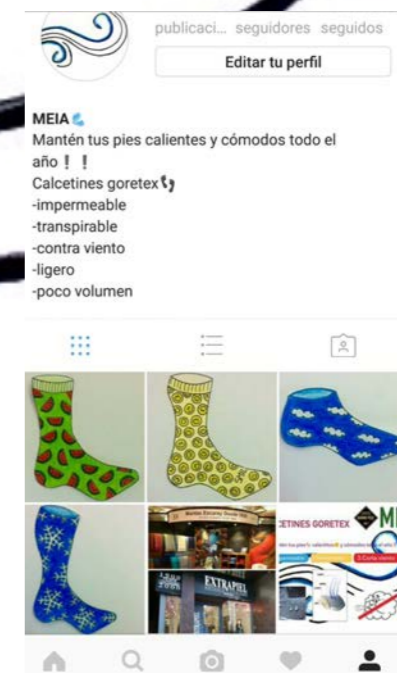 publicaci... seguidores seguidos
Editar tu perfil
MEIA
Mantén tus pies calientes y cómodos todo el
año❗❗
Calcetines goretex
-impermeable
-transpirable
-contra viento
-ligero
-poco volumen
CETINES GORETEX
EXTRAPIEL